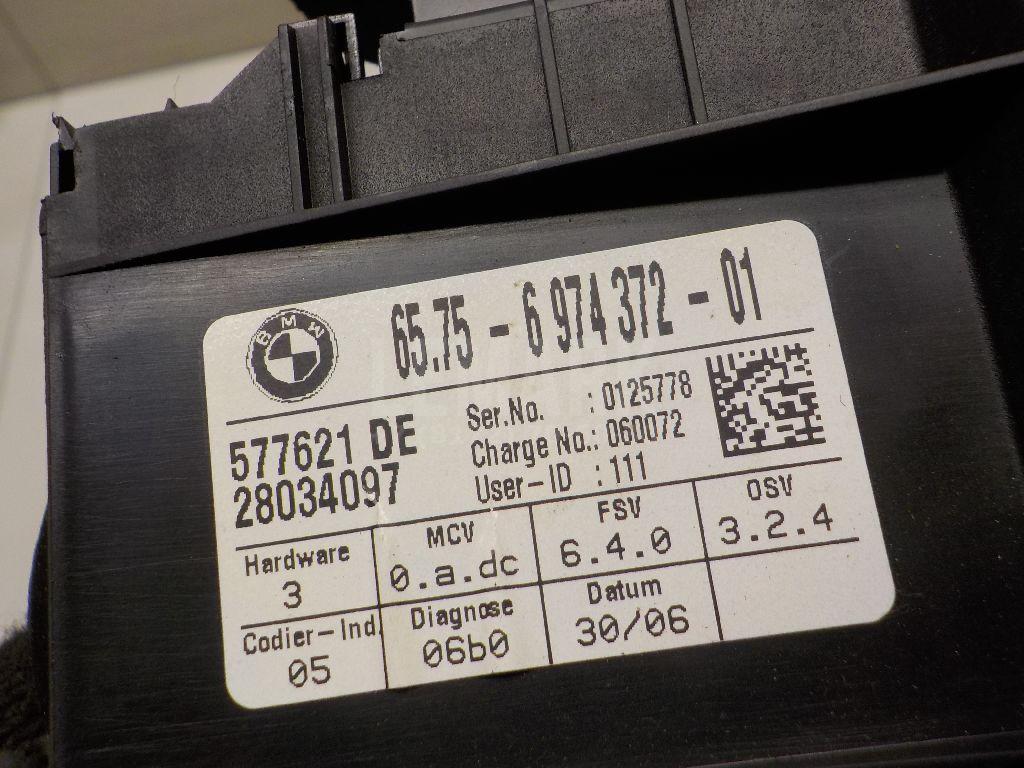 BMW
65.75 - 6 974 372 - 01
577621 DE
28034097
Ser.No. : 0125778
Charge No.: 060072
User-ID : 111
Hardware
3
MCV
0.a.dc
FSV
6.4.0
OSV
3.2.4
Codier-Ind.
05
Diagnose
06b0
Datum
30/06